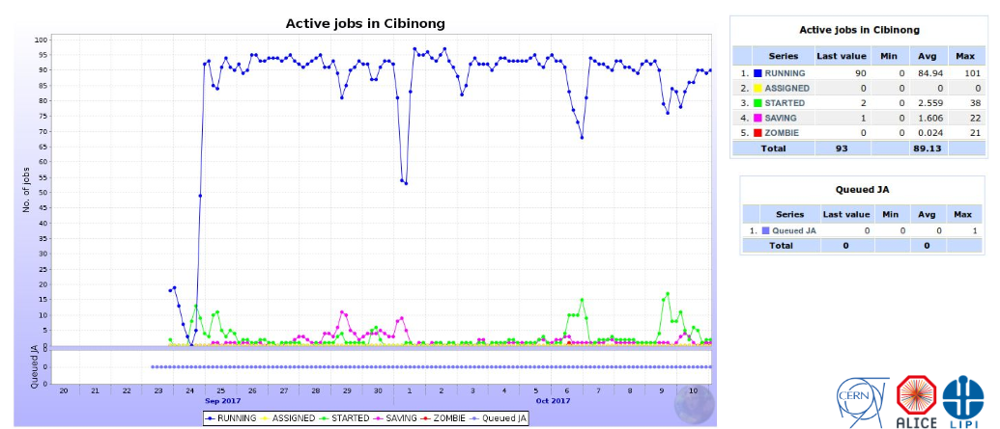 Active jobs in Cibinong
No. of jobs
100
95
90
85
80
75
70
65
60
55
50
45
40
35
30
25
20
15
10
5
Queued JA
0
0
20 21 22 23 24 25 26 27 28 29 30 1 2 3 4 5 6 7 8 9 10
Sep 2017 Oct 2017
RUNNING ASSIGNED STARTED SAVING ZOMBIE Queued JA
Active jobs in Cibinong
Series Last value Min Avg Max
1. RUNNING 90 0 84.94 101
2. ASSIGNED 0 0 0 0
3. STARTED 2 0 2.559 38
4. SAVING 1 0 1.606 22
5. ZOMBIE 0 0 0.024 21
Total 93 89.13
Queued JA
Series Last value Min Avg Max
1. Queued JA 0 0 0 1
Total 0 0
CERN
ALICE
LIPI